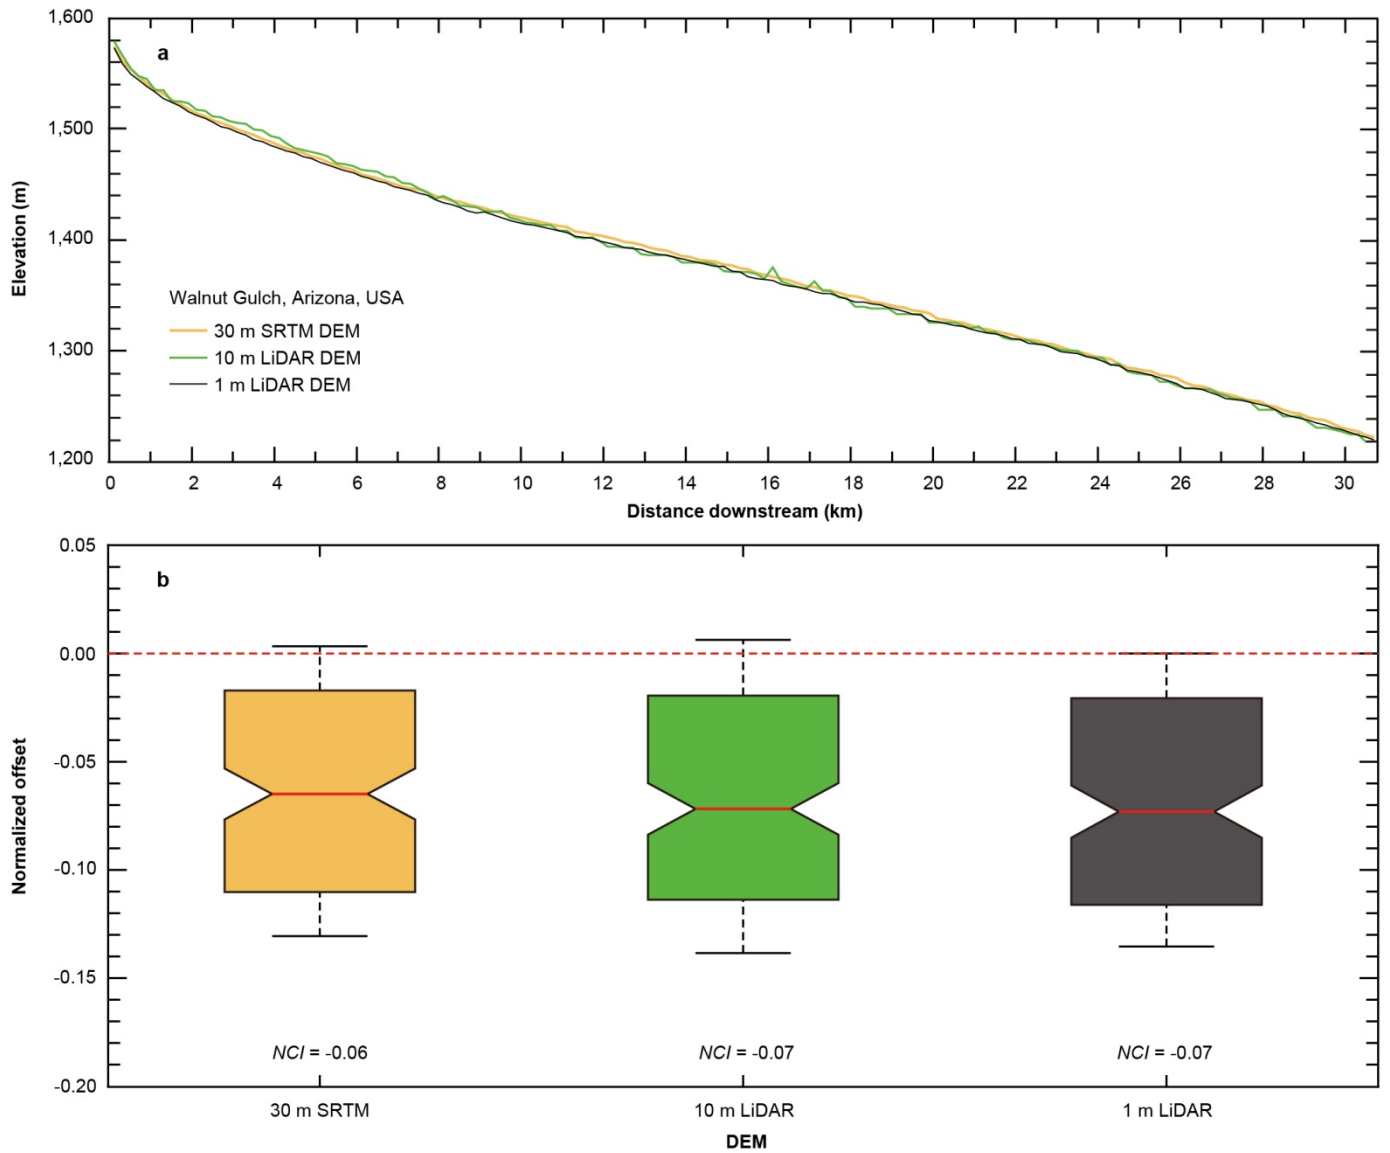 1,600
a
1,500
1,400
1,300
1,200
Elevation (m)
Walnut Gulch, Arizona, USA
30 m SRTM DEM
10 m LiDAR DEM
1 m LiDAR DEM
0 2 4 6 8 10 12 14 16 18 20 22 24 26 28 30
Distance downstream (km)
0.05
b
0.00
-0.05
-0.10
-0.15
-0.20
Normalized offset
NCI = -0.06 NCI = -0.07 NCI = -0.07
30 m SRTM 10 m LiDAR 1 m LiDAR
DEM